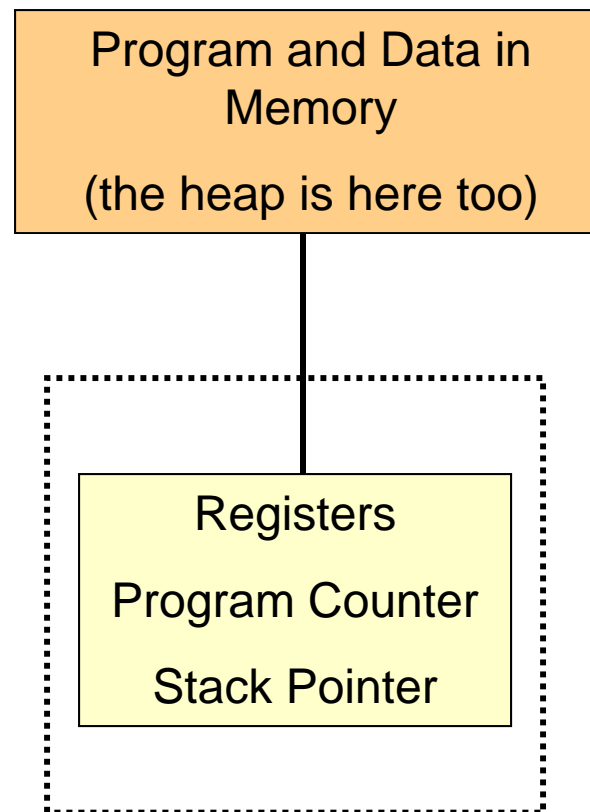 Program and Data in
Memory
(the heap is here too)
Registers
Program Counter
Stack Pointer